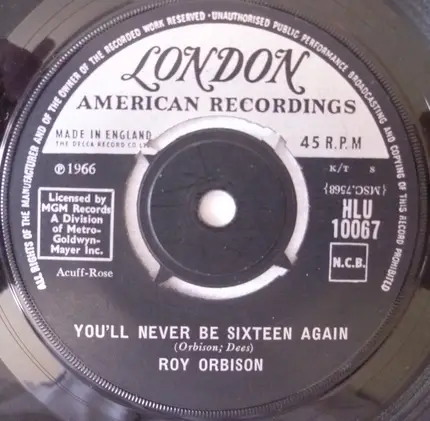 ALL RIGHTS OF THE MANUFACTURER AND OF THE OWNER OF THE RECORDED WORK RESERVED · UNAUTHORISED PUBLIC PERFORMANCE BROADCASTING AND COPYING OF THIS RECORD PROHIBITED
LONDON
AMERICAN RECORDINGS
MADE IN ENGLAND
THE DECCA RECORD CO LTD
45 R.P.M
℗1966
K/T S
{MSC.7568}
Licensed by
MGM Records
A Division
of Metro-
Goldwyn-
Mayer Inc.
HLU
10067
N.C.B.
Acuff-Rose
YOU'LL NEVER BE SIXTEEN AGAIN
(Orbison; Dees)
ROY ORBISON